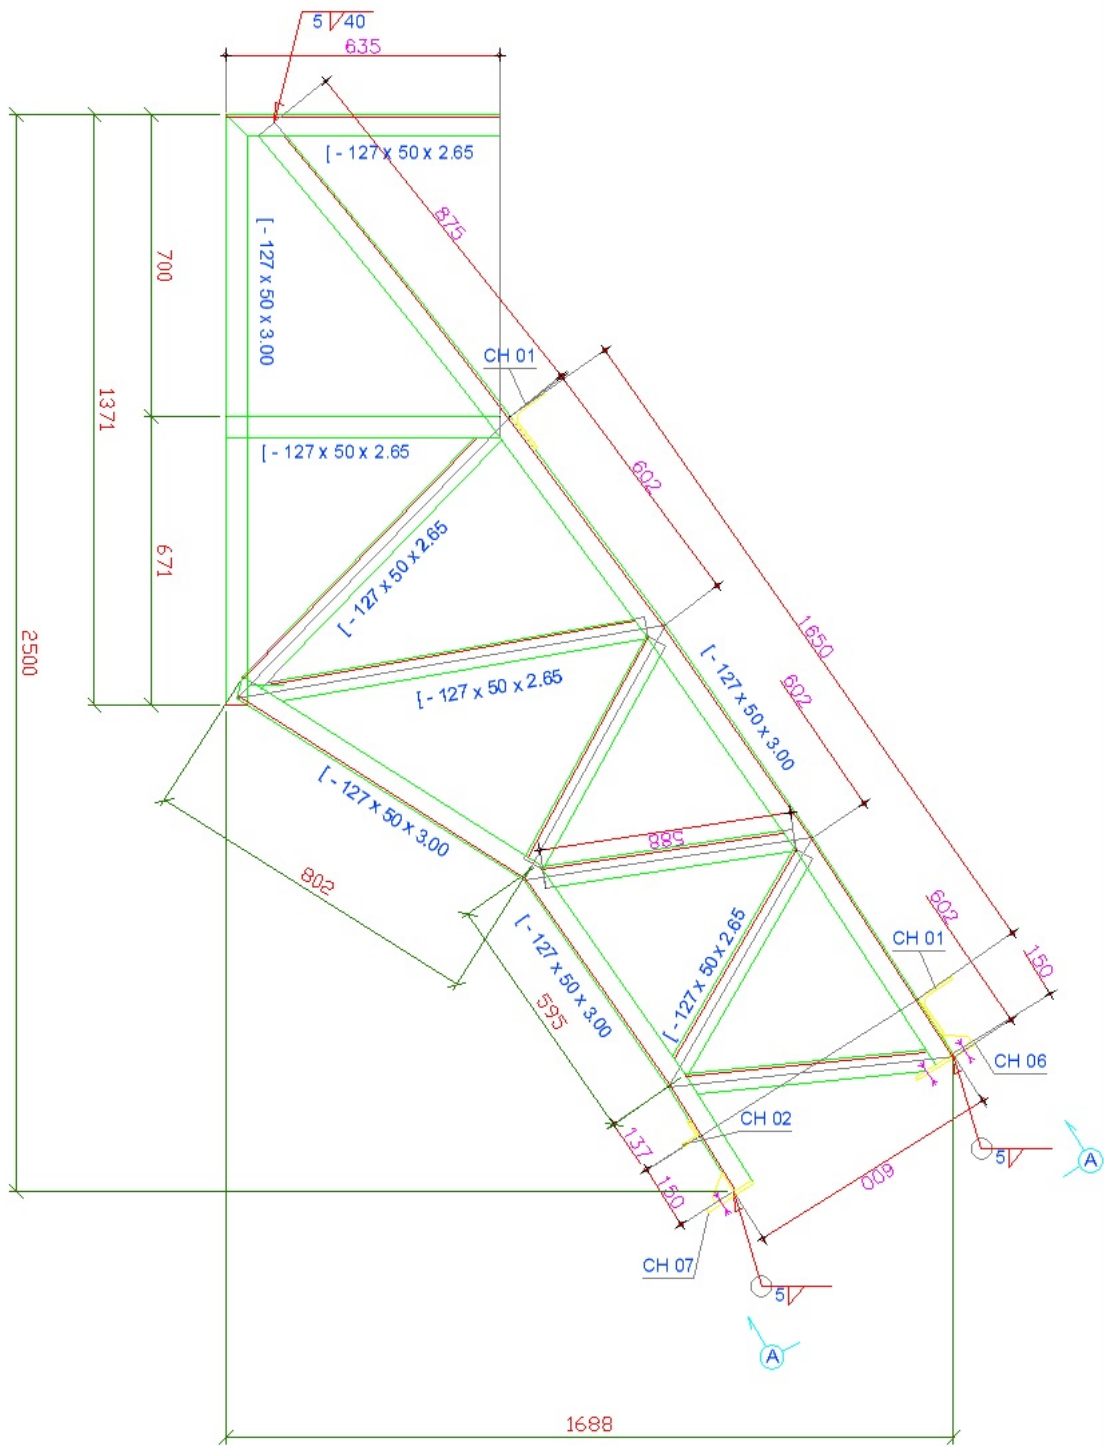 5 40
635
[ - 127 x 50 x 2.65
875
[ - 127 x 50 x 3.00
700
CH 01
1371
[ - 127 x 50 x 2.65
602
671
[ - 127 x 50 x 2.65
2500
1650
[ - 127 x 50 x 2.65
[ - 127 x 50 x 3.00
602
[ - 127 x 50 x 3.00
588
802
602
[ - 127 x 50 x 2.65
CH 01
[ - 127 x 50 x 3.00
150
595
CH 06
CH 02
137
5
A
600
150
CH 07
5
A
1688